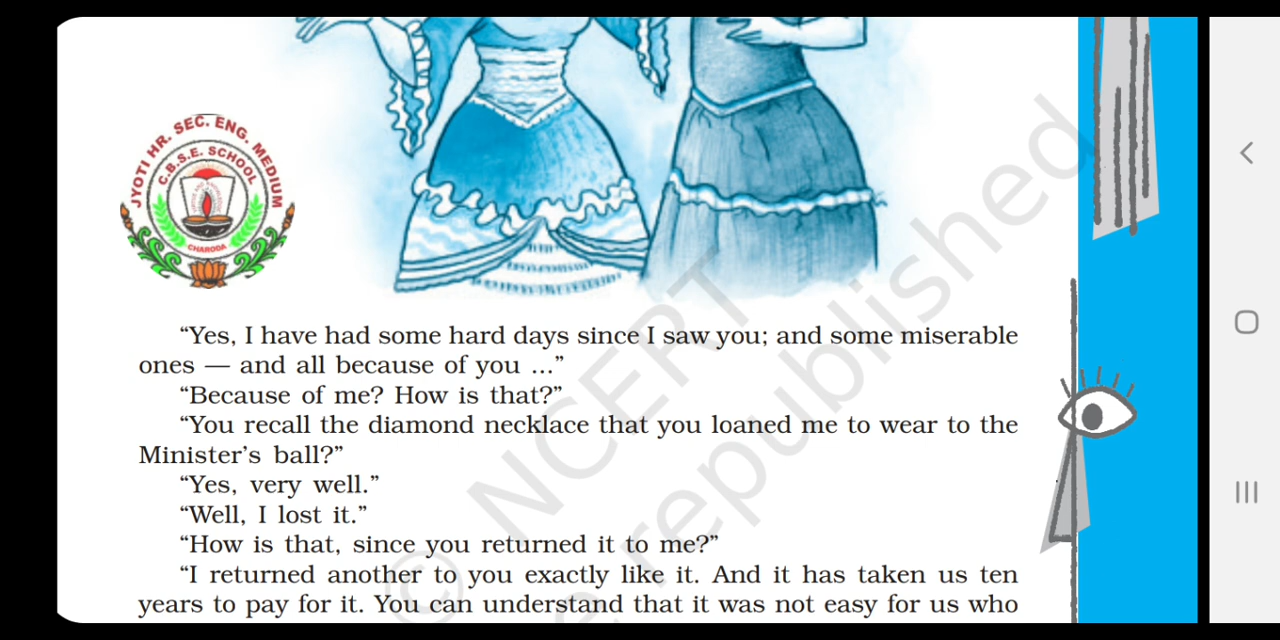 JYOTI HR. SEC. ENG. MEDIUM
C.B.S.E. SCHOOL
CHARODA
“Yes, I have had some hard days since I saw you; and some miserable
ones — and all because of you ...”
“Because of me? How is that?”
“You recall the diamond necklace that you loaned me to wear to the
Minister’s ball?”
“Yes, very well.”
“Well, I lost it.”
“How is that, since you returned it to me?”
“I returned another to you exactly like it. And it has taken us ten
years to pay for it. You can understand that it was not easy for us who
© NCERT
republished